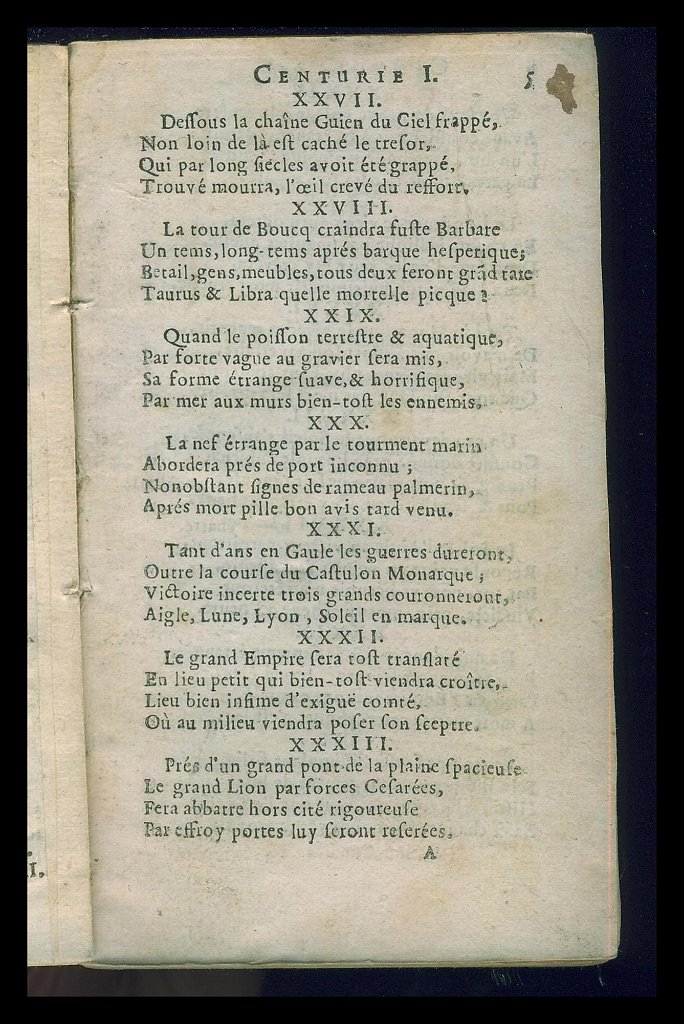 CENTURIE I. 5
XXVII.
Deſſous la chaîne Guien du Ciel frappé,
Non loin de là eſt caché le treſor,
Qui par long ſiecles avoit été grappé,
Trouvé mourra, l'œil crevé du reſſort.
XXVIII.
La tour de Boucq craindra fuſte Barbare
Un tems, long-tems aprés barque heſperique;
Betail, gens, meubles, tous deux feront grãd tare
Taurus & Libra quelle mortelle picque?
XXIX.
Quand le poiſſon terreſtre & aquatique,
Par forte vague au gravier ſera mis,
Sa forme étrange ſuave, & horrifique,
Par mer aux murs bien-toſt les ennemis.
XXX.
La nef étrange par le tourment marin
Abordera prés de port inconnu;
Nonobſtant ſignes de rameau palmerin,
Aprés mort pille bon avis tard venu.
XXXI.
Tant d'ans en Gaule les guerres dureront,
Outre la courſe du Caſtulon Monarque;
Victoire incerte trois grands couronneront,
Aigle, Lune, Lyon, Soleil en marque.
XXXII.
Le grand Empire ſera toſt tranſlaté
En lieu petit qui bien-toſt viendra croître,
Lieu bien infime d'exiguë comté,
Où au milieu viendra poſer ſon ſceptre.
XXXIII.
Prés d'un grand pont de la plaine ſpacieuſe
Le grand Lion par forces Ceſarées,
Fera abbatre hors cité rigoureuſe
Par effroy portes luy ſeront reſerées.
A
I.